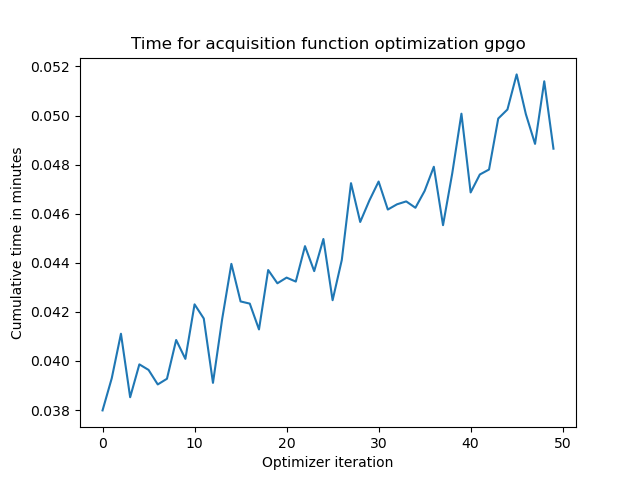 Time for acquisition function optimization gpgo
0.052
0.050
0.048
0.046
0.044
0.042
0.040
0.038
Cumulative time in minutes
0 10 20 30 40 50
Optimizer iteration